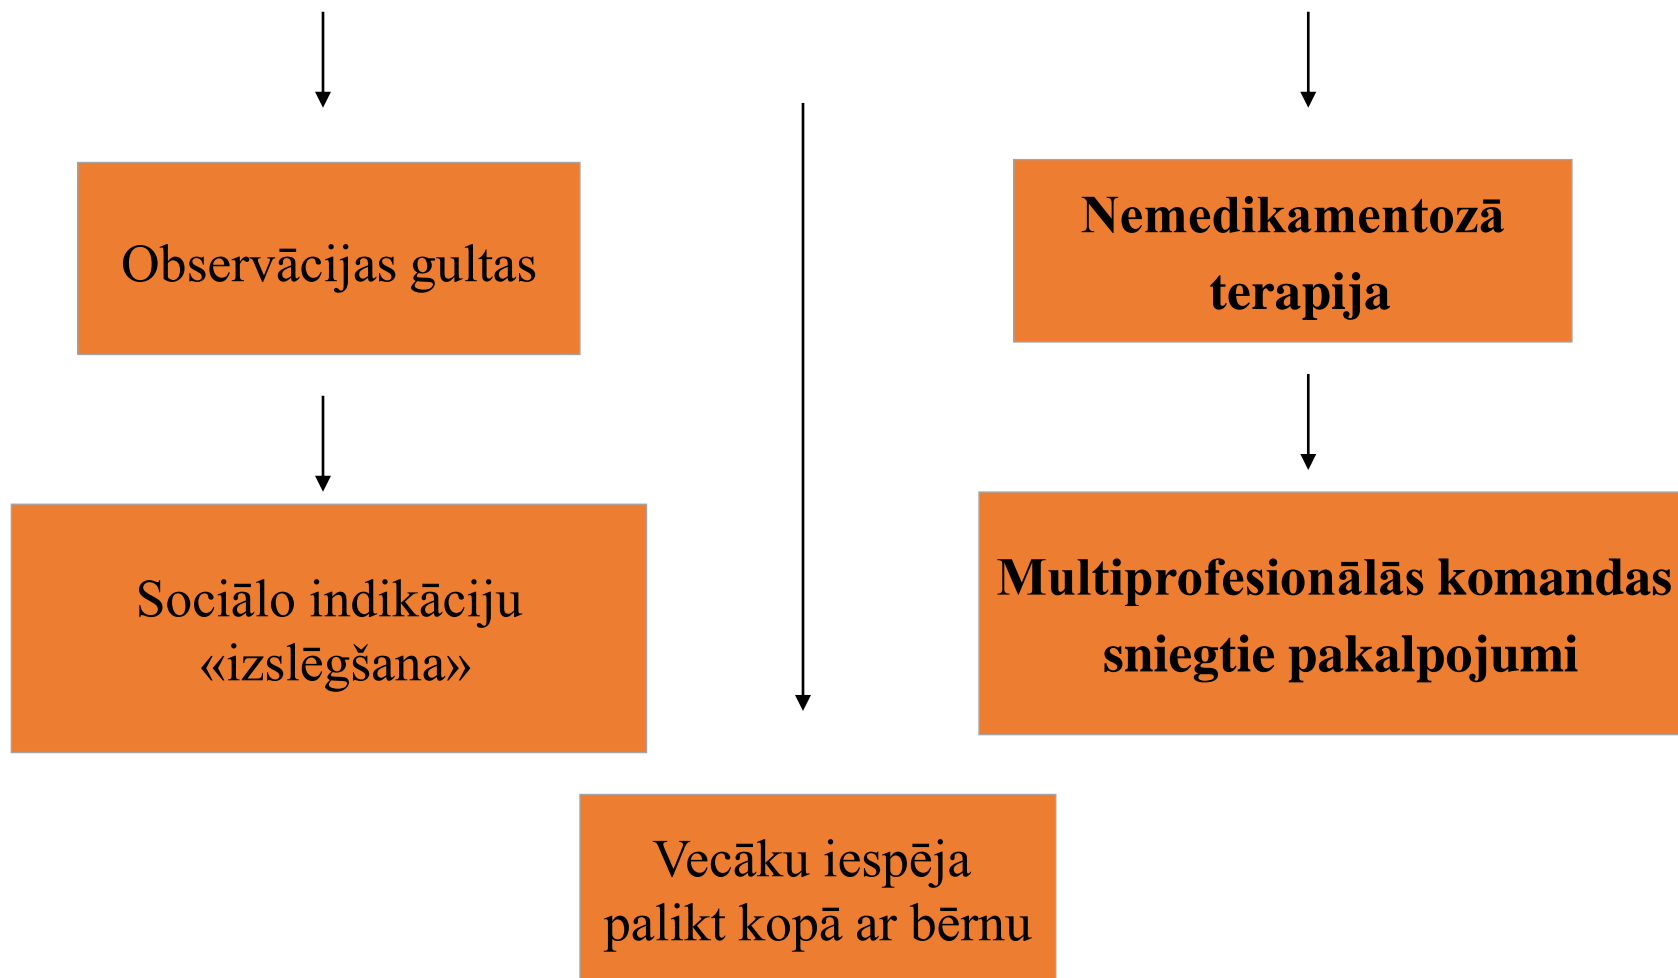 Observācijas gultas
Nemedikamentozā
terapija
Sociālo indikāciju
«izslēgšana»
Multiprofesionālās komandas
sniegtie pakalpojumi
Vecāku iespēja
palikt kopā ar bērnu